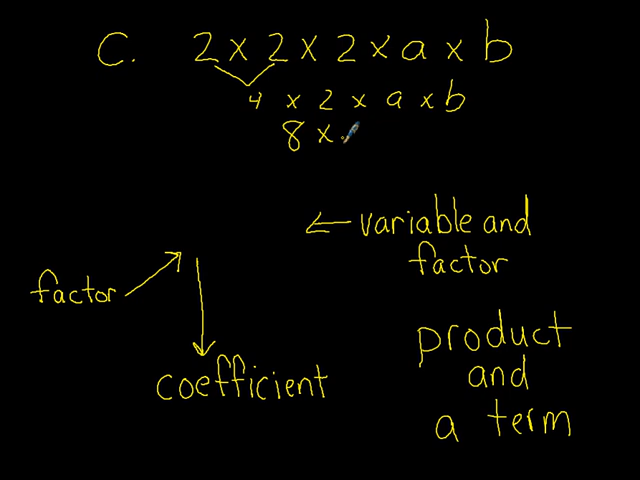 C. 2 x 2 x 2 x a x b
4 x 2 x a x b
8 x
← variable and
factor
factor
coefficient
product
and
a term